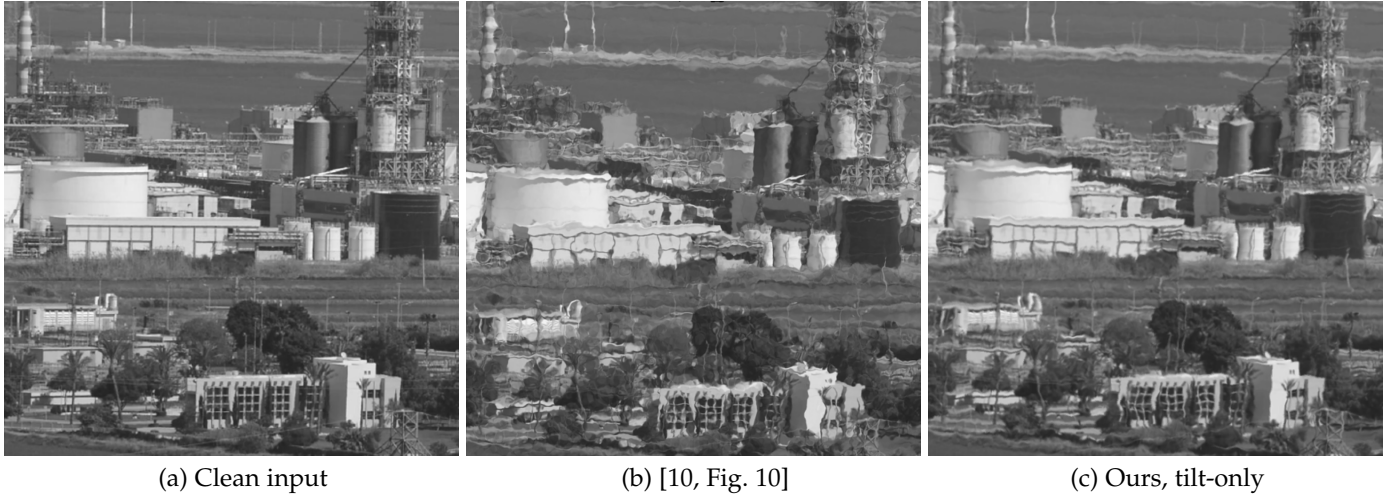 (a) Clean input
(b) [10, Fig. 10]
(c) Ours, tilt-only